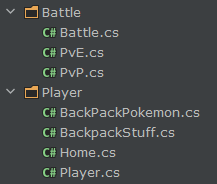 Battle
C# Battle.cs
C# PvE.cs
C# PvP.cs
Player
C# BackPackPokemon.cs
C# BackpackStuff.cs
C# Home.cs
C# Player.cs